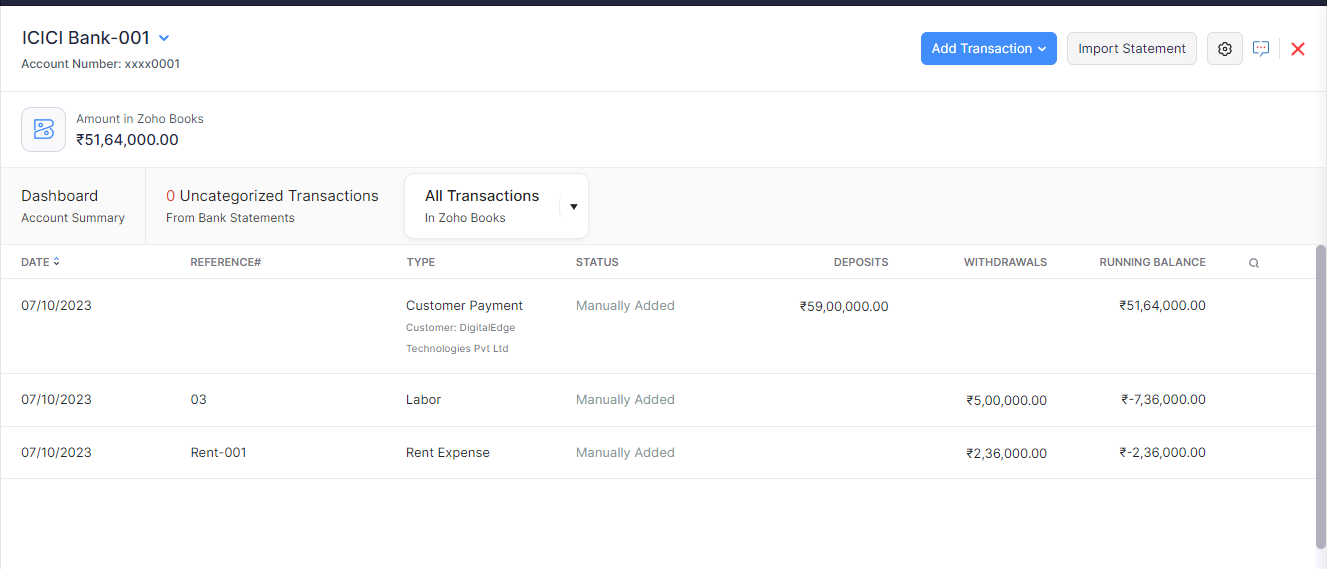 ICICI Bank-001
Account Number: xxxx0001
Add Transaction
Import Statement
Amount in Zoho Books
₹51,64,000.00
Dashboard
Account Summary
0 Uncategorized Transactions
From Bank Statements
All Transactions
In Zoho Books
DATE REFERENCE# TYPE STATUS DEPOSITS WITHDRAWALS RUNNING BALANCE
07/10/2023 Customer Payment Manually Added ₹59,00,000.00 ₹51,64,000.00
Customer: DigitalEdge
Technologies Pvt Ltd
07/10/2023 03 Labor Manually Added ₹5,00,000.00 ₹-7,36,000.00
07/10/2023 Rent-001 Rent Expense Manually Added ₹2,36,000.00 ₹-2,36,000.00